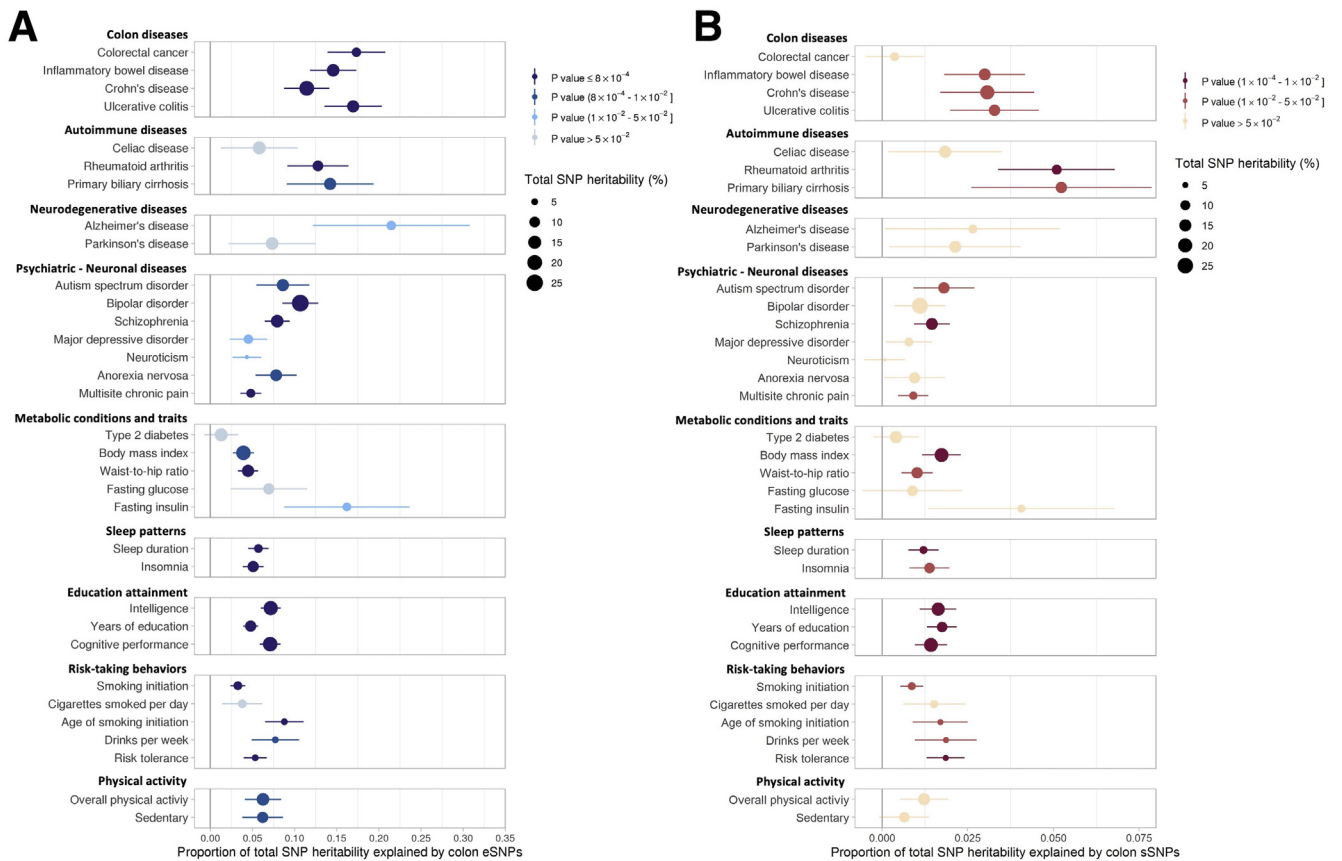 A
Colon diseases
Colorectal cancer
Inflammatory bowel disease
Crohn's disease
Ulcerative colitis
Autoimmune diseases
Celiac disease
Rheumatoid arthritis
Primary biliary cirrhosis
Neurodegenerative diseases
Alzheimer's disease
Parkinson's disease
Psychiatric - Neuronal diseases
Autism spectrum disorder
Bipolar disorder
Schizophrenia
Major depressive disorder
Neuroticism
Anorexia nervosa
Multisite chronic pain
Metabolic conditions and traits
Type 2 diabetes
Body mass index
Waist-to-hip ratio
Fasting glucose
Fasting insulin
Sleep patterns
Sleep duration
Insomnia
Education attainment
Intelligence
Years of education
Cognitive performance
Risk-taking behaviors
Smoking initiation
Cigarettes smoked per day
Age of smoking initiation
Drinks per week
Risk tolerance
Physical activity
Overall physical activiy
Sedentary
0.00 0.05 0.10 0.15 0.20 0.25 0.35
Proportion of total SNP heritability explained by colon eSNPs
P value ≤ 8×10⁻⁴
P value (8×10⁻⁴ - 1×10⁻² ]
P value (1×10⁻² - 5×10⁻² ]
P value > 5×10⁻²
Total SNP heritability (%)
5
10
15
20
25
B
Colon diseases
Colorectal cancer
Inflammatory bowel disease
Crohn's disease
Ulcerative colitis
Autoimmune diseases
Celiac disease
Rheumatoid arthritis
Primary biliary cirrhosis
Neurodegenerative diseases
Alzheimer's disease
Parkinson's disease
Psychiatric - Neuronal diseases
Autism spectrum disorder
Bipolar disorder
Schizophrenia
Major depressive disorder
Neuroticism
Anorexia nervosa
Multisite chronic pain
Metabolic conditions and traits
Type 2 diabetes
Body mass index
Waist-to-hip ratio
Fasting glucose
Fasting insulin
Sleep patterns
Sleep duration
Insomnia
Education attainment
Intelligence
Years of education
Cognitive performance
Risk-taking behaviors
Smoking initiation
Cigarettes smoked per day
Age of smoking initiation
Drinks per week
Risk tolerance
Physical activity
Overall physical activiy
Sedentary
0.000 0.025 0.050 0.075
Proportion of total SNP heritability explained by colon sSNPs
P value (1×10⁻⁴ - 1×10⁻² ]
P value (1×10⁻² - 5×10⁻² ]
P value > 5×10⁻²
Total SNP heritability (%)
5
10
15
20
25